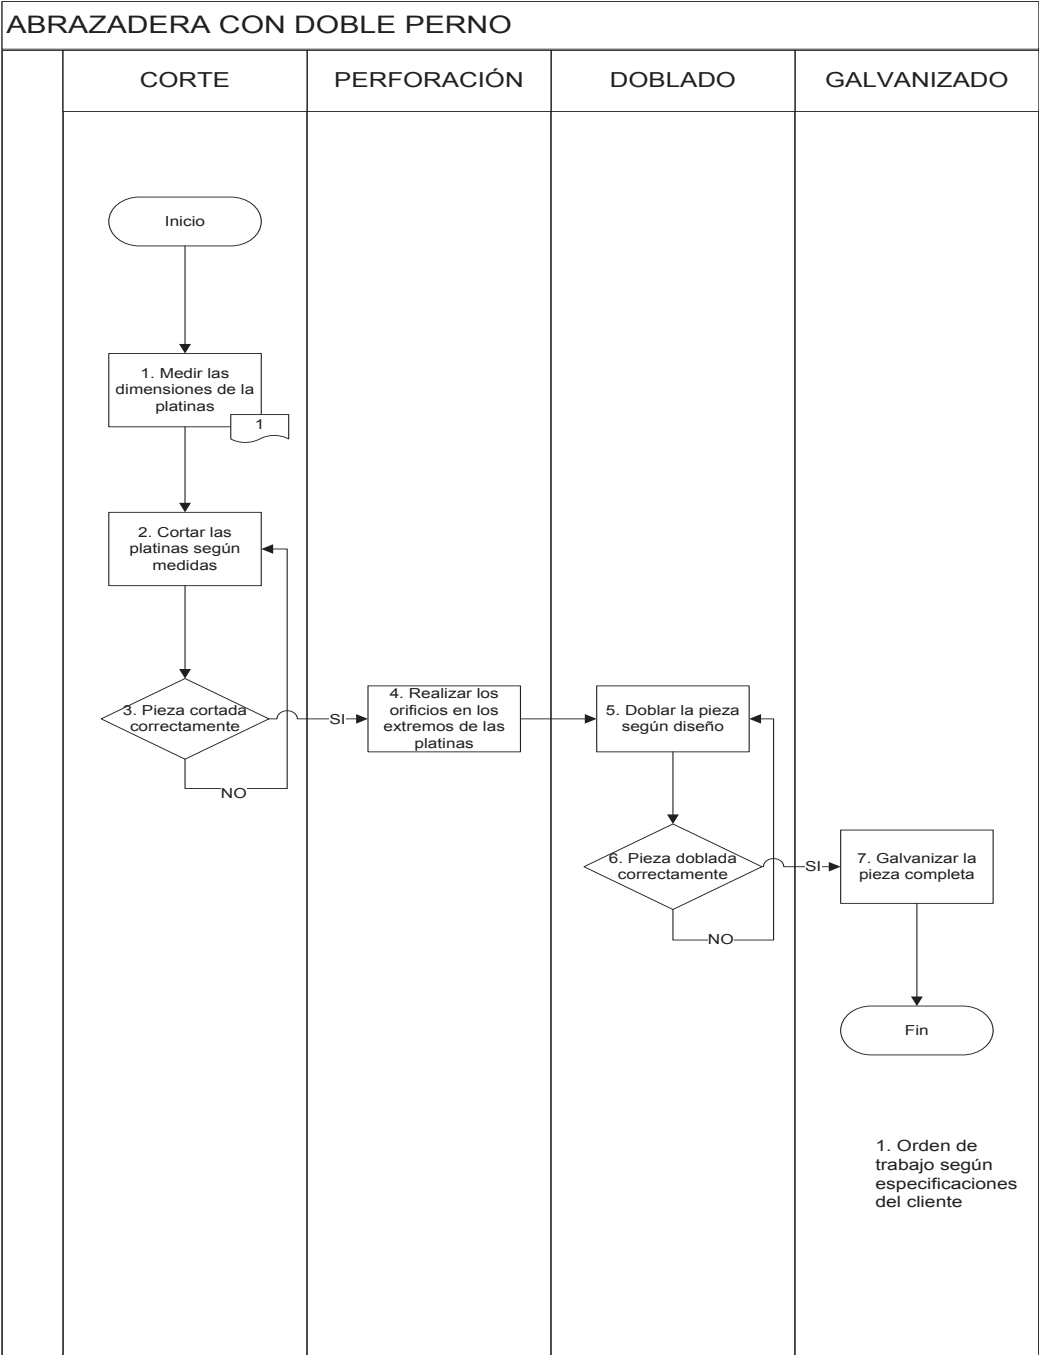 ABRAZADERA CON DOBLE PERNO
CORTE
PERFORACIÓN
DOBLADO
GALVANIZADO
Inicio
1. Medir las
dimensiones de la
platinas
1
2. Cortar las
platinas según
medidas
3. Pieza cortada
correctamente
SI
NO
4. Realizar los
orificios en los
extremos de las
platinas
5. Doblar la pieza
según diseño
6. Pieza doblada
correctamente
SI
NO
7. Galvanizar la
pieza completa
Fin
1. Orden de
trabajo según
especificaciones
del cliente